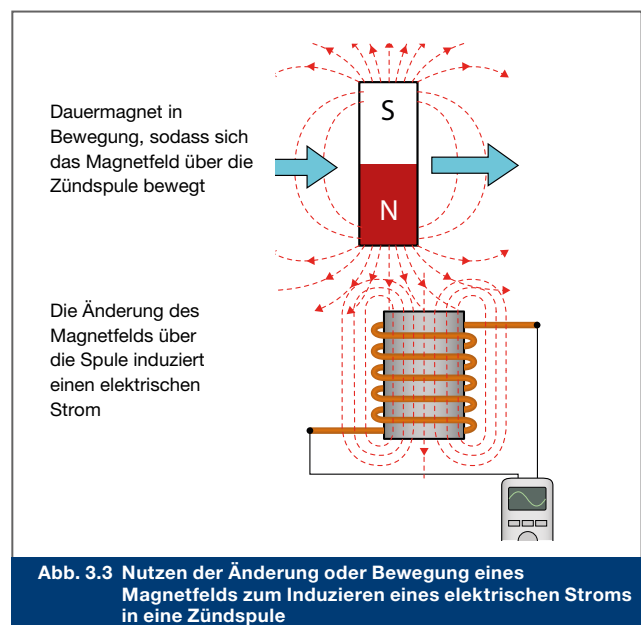 Dauermagnet in
Bewegung, sodass sich
das Magnetfeld über die
Zündspule bewegt
S
N
Die Änderung des
Magnetfelds über
die Spule induziert
einen elektrischen
Strom
Abb. 3.3 Nutzen der Änderung oder Bewegung eines
Magnetfelds zum Induzieren eines elektrischen Stroms
in eine Zündspule